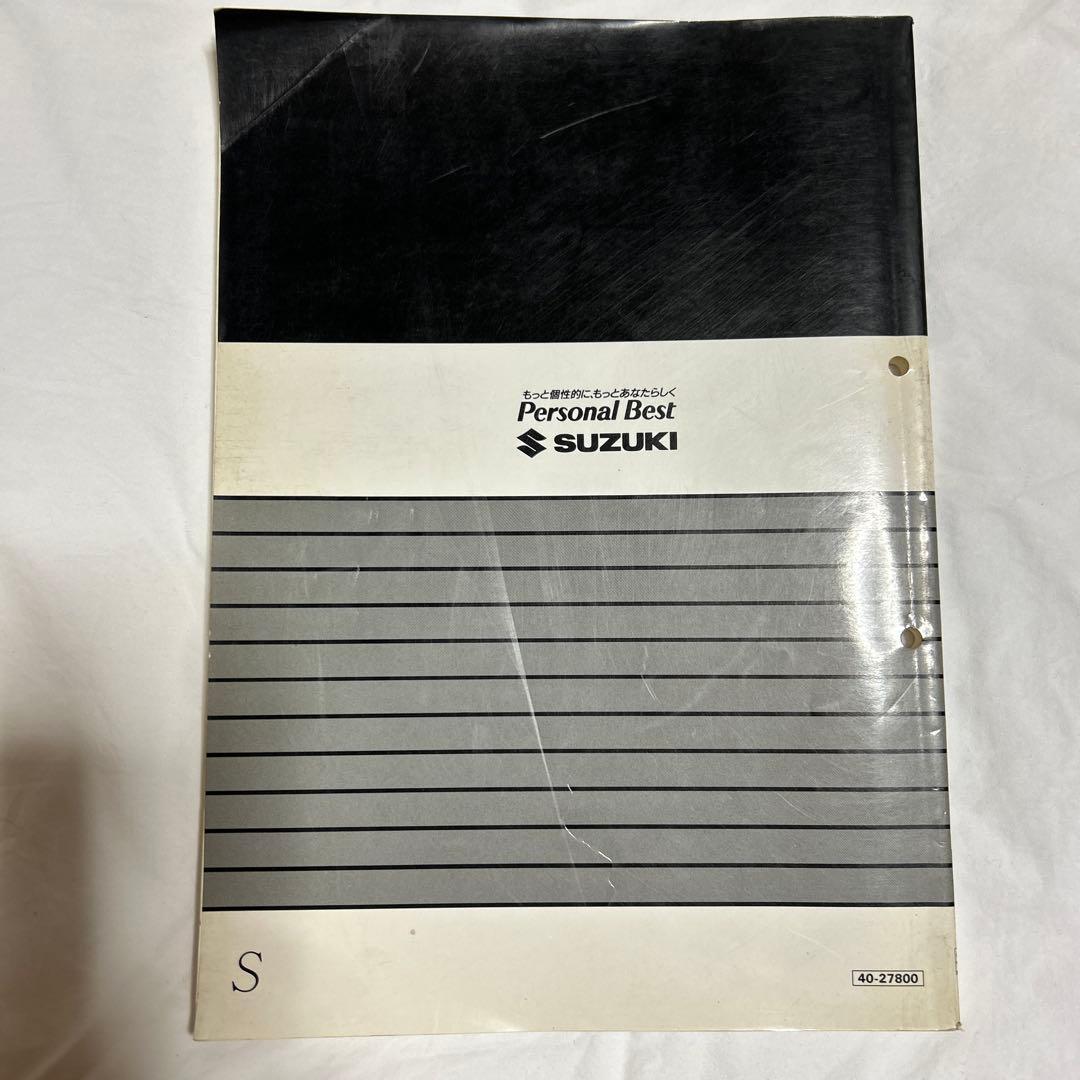 もっと個性的に、もっとあなたらしく
Personal Best
SUZUKI
S
40-27800